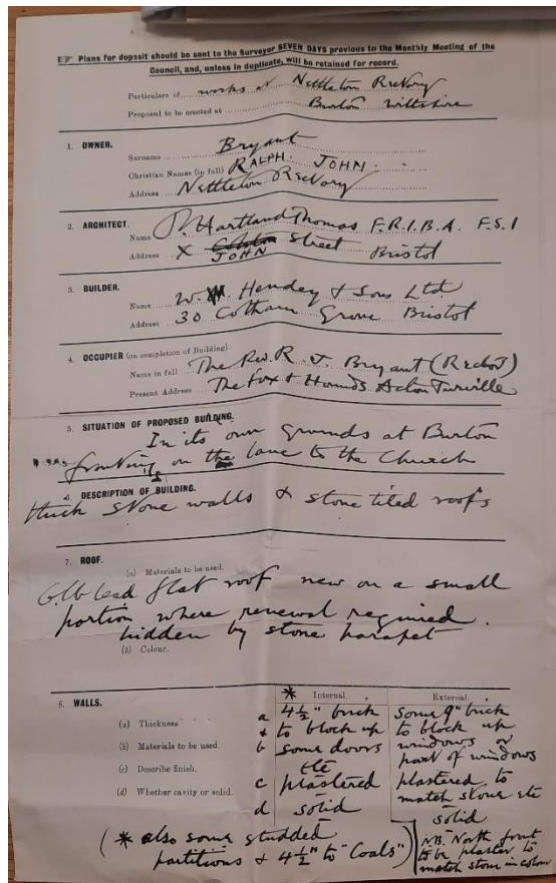 ☞ Plans for deposit should be sent to the Surveyor SEVEN DAYS previous to the Monthly Meeting of the
Council, and, unless in duplicate, will be retained for record.
Particulars of works at Nettleton Rectory
Proposed to be erected at Burton Wiltshire
1. OWNER.
Surname Bryant
Christian Names (in full) RALPH JOHN
Address Nettleton Rectory
2. ARCHITECT.
Name P. Hartland Thomas F.R.I.B.A. F.S.I
Address X JOHN Street Bristol
3. BUILDER.
Name W. Hendey & Sons Ltd.
Address 30 Cotham Grove Bristol
4. OCCUPIER (on completion of Building).
Name in full The Rev. R. J. Bryant (Rector)
Present Address The Fox & Hounds Acton Turville
5. SITUATION OF PROPOSED BUILDING.
In its own grounds at Burton
fronting on the lane to the Church
6. DESCRIPTION OF BUILDING.
thick stone walls & stone tiled roofs
7. ROOF.
(a) Materials to be used.
6.lb lead flat roof new on a small
portion where renewal required.
hidden by stone parapet
(b) Colour.
8. WALLS.
* Internal. External.
(a) Thickness a 4½" brick Some 9" brick
& to block up to block up
(b) Materials to be used. b some doors windows or
etc part of windows
(c) Describe finish. c plastered plastered to
match stone etc
(d) Whether cavity or solid. d solid solid
(* also some studded
partitions & 4½" to "Coals")
N.B. North front
to be plaster to
match stone in colour